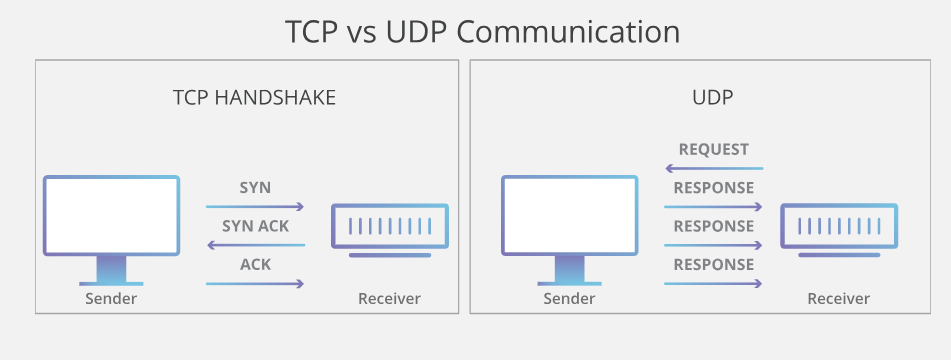 TCP vs UDP Communication
TCP HANDSHAKE
SYN
SYN ACK
ACK
Sender
Receiver
UDP
REQUEST
RESPONSE
RESPONSE
RESPONSE
Sender
Receiver